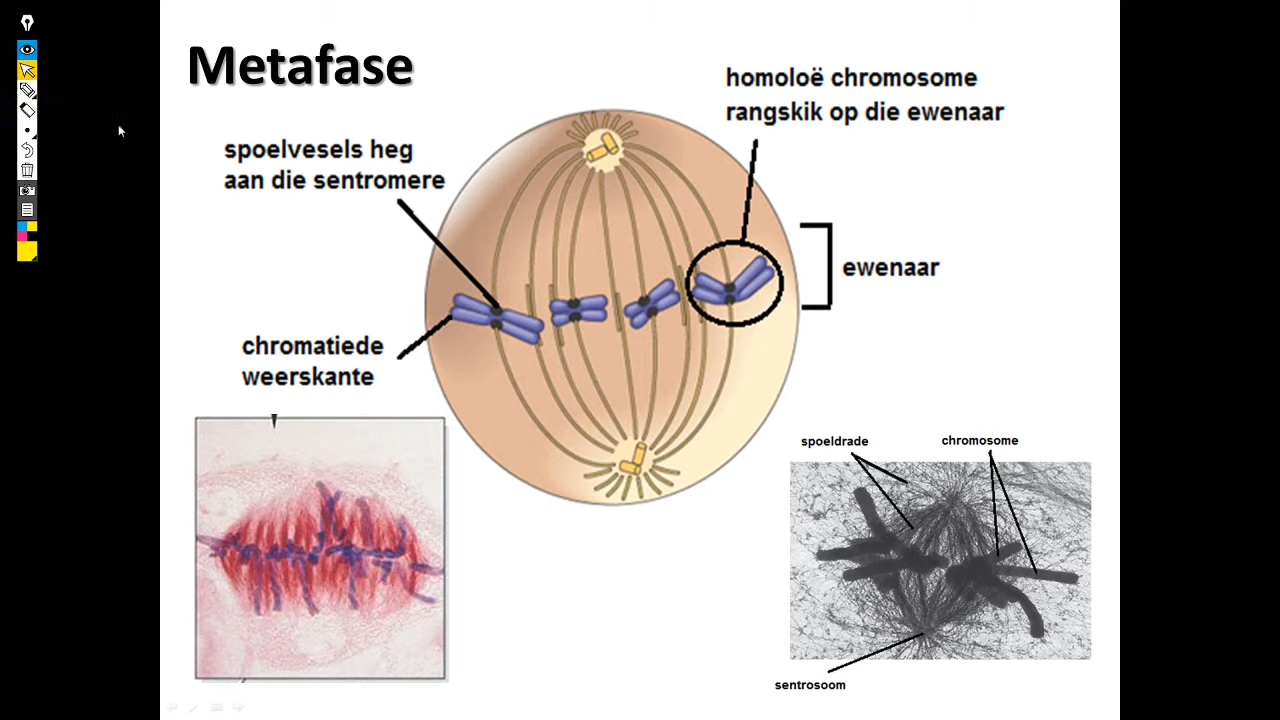 Metafase
homoloë chromosome
rangskik op die ewenaar
spoelvesels heg
aan die sentromere
ewenaar
chromatiede
weerskante
spoeldrade
chromosome
sentrosoom